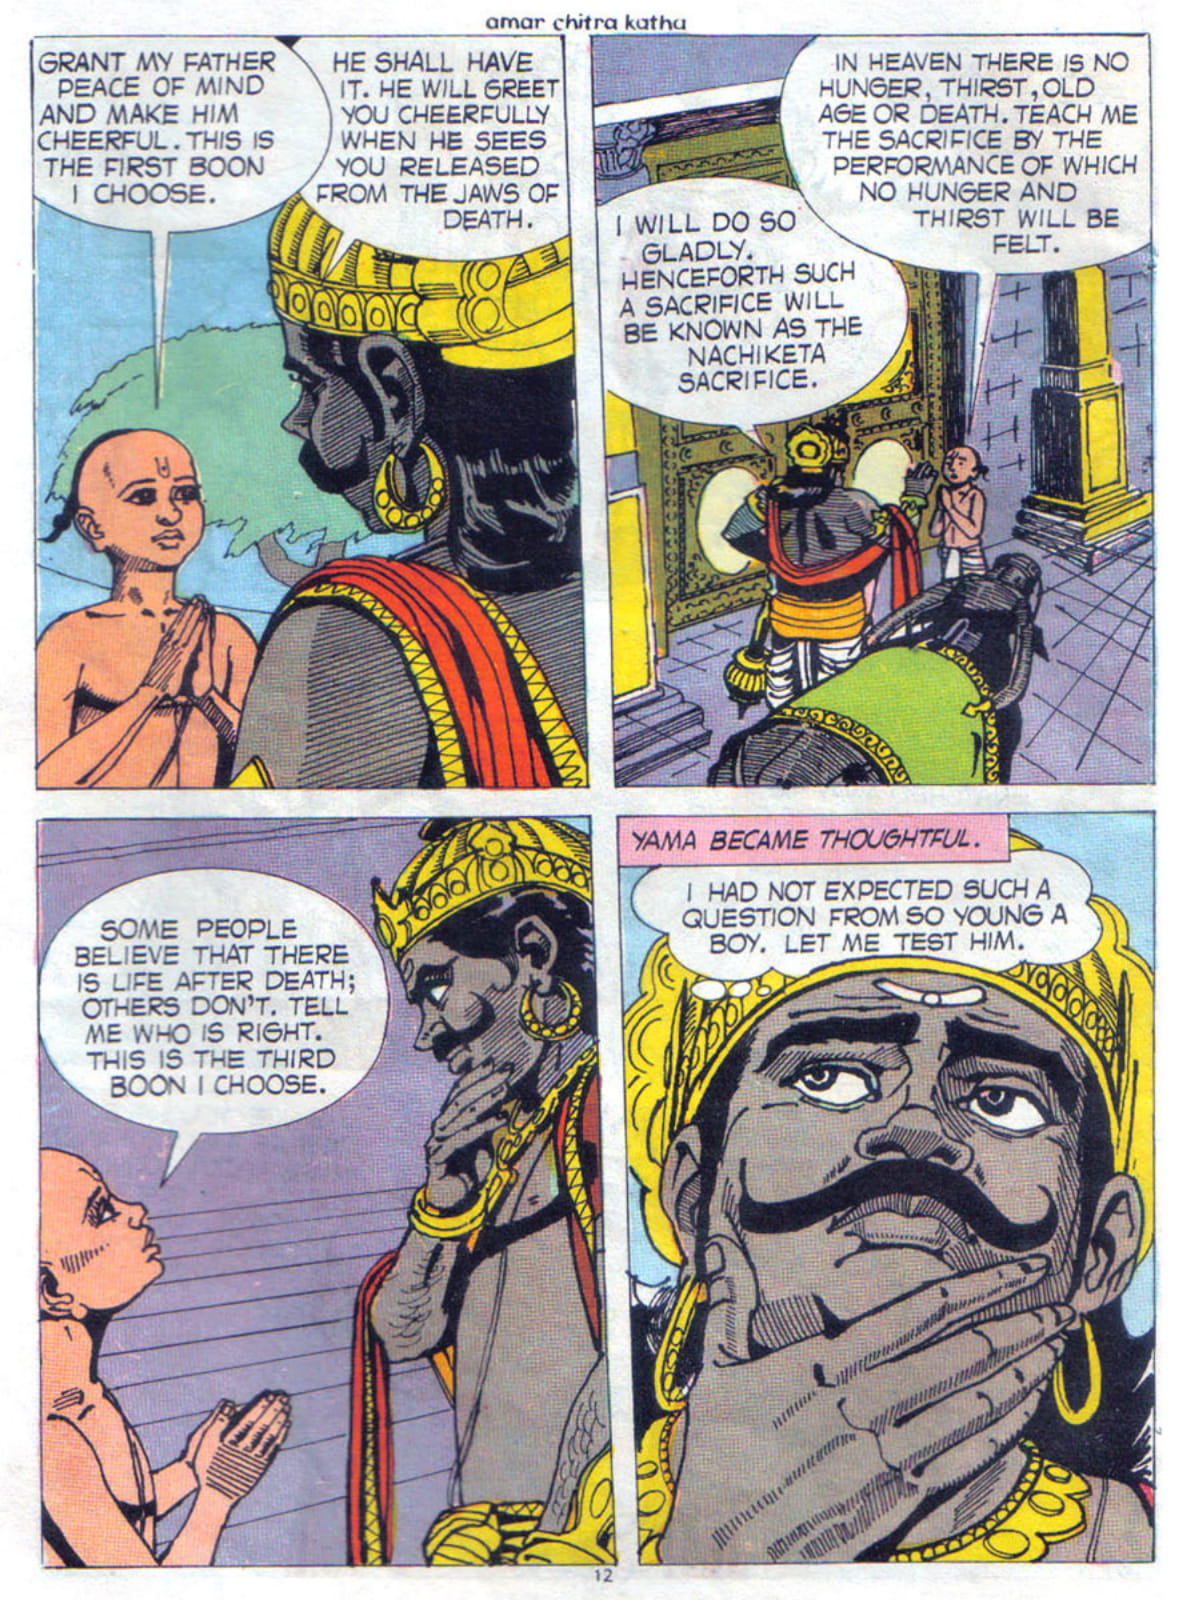 amar chitra katha
GRANT MY FATHER
PEACE OF MIND
AND MAKE HIM
CHEERFUL. THIS IS
THE FIRST BOON
I CHOOSE.
HE SHALL HAVE
IT. HE WILL GREET
YOU CHEERFULLY
WHEN HE SEES
YOU RELEASED
FROM THE JAWS OF
DEATH.
IN HEAVEN THERE IS NO
HUNGER, THIRST, OLD
AGE OR DEATH. TEACH ME
THE SACRIFICE BY THE
PERFORMANCE OF WHICH
NO HUNGER AND
THIRST WILL BE
FELT.
I WILL DO SO
GLADLY.
HENCEFORTH SUCH
A SACRIFICE WILL
BE KNOWN AS THE
NACHIKETA
SACRIFICE.
SOME PEOPLE
BELIEVE THAT THERE
IS LIFE AFTER DEATH;
OTHERS DON'T. TELL
ME WHO IS RIGHT.
THIS IS THE THIRD
BOON I CHOOSE.
YAMA BECAME THOUGHTFUL.
I HAD NOT EXPECTED SUCH A
QUESTION FROM SO YOUNG A
BOY. LET ME TEST HIM.
12